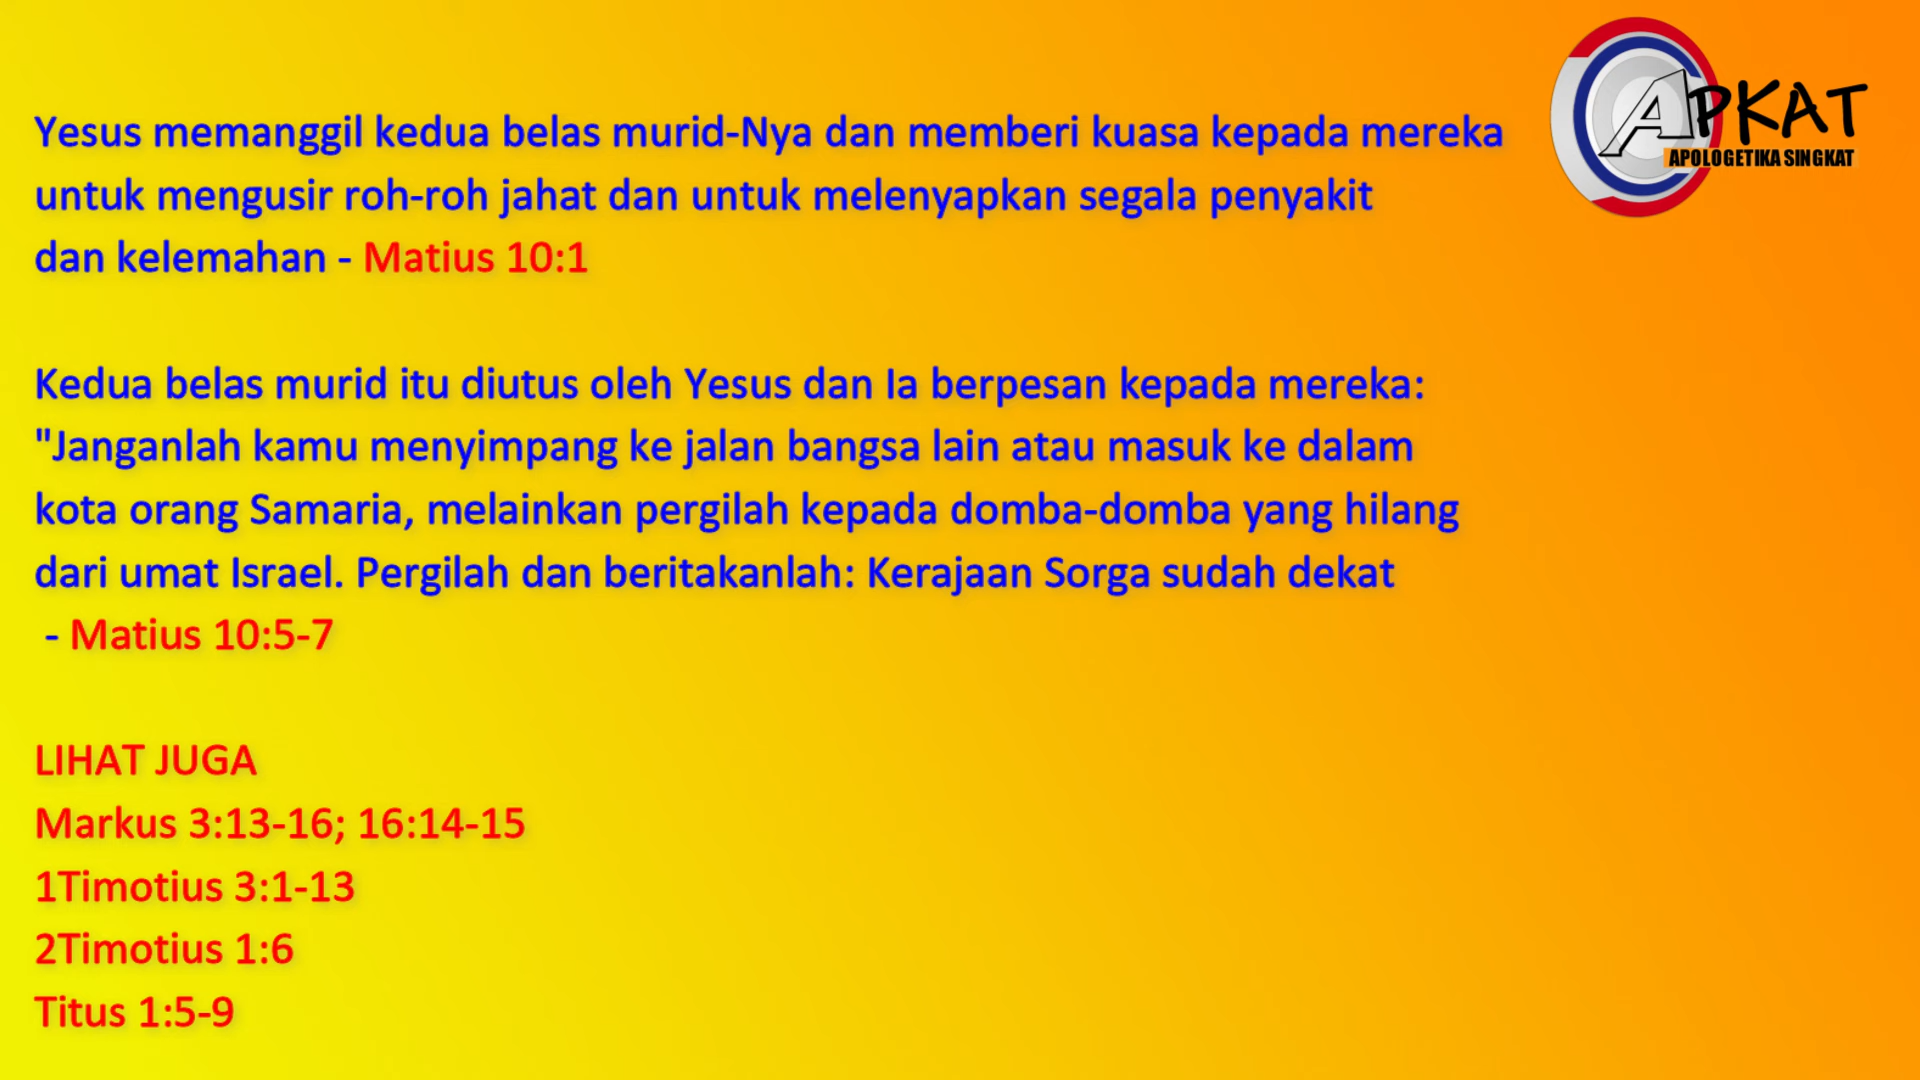 APKAT
APOLOGETIKA SINGKAT
Yesus memanggil kedua belas murid-Nya dan memberi kuasa kepada mereka
untuk mengusir roh-roh jahat dan untuk melenyapkan segala penyakit
dan kelemahan - Matius 10:1
Kedua belas murid itu diutus oleh Yesus dan Ia berpesan kepada mereka:
"Janganlah kamu menyimpang ke jalan bangsa lain atau masuk ke dalam
kota orang Samaria, melainkan pergilah kepada domba-domba yang hilang
dari umat Israel. Pergilah dan beritakanlah: Kerajaan Sorga sudah dekat
- Matius 10:5-7
LIHAT JUGA
Markus 3:13-16; 16:14-15
1Timotius 3:1-13
2Timotius 1:6
Titus 1:5-9